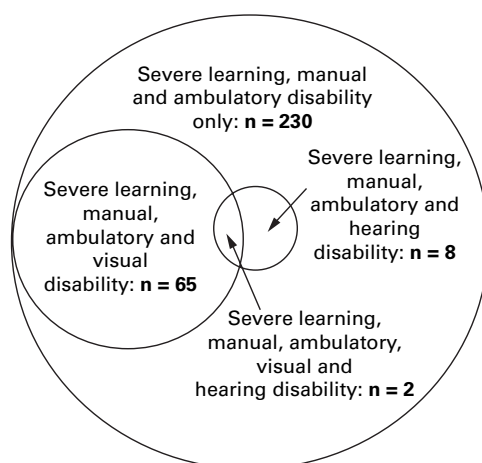 Severe learning, manual
and ambulatory disability
only: n = 230
Severe learning,
manual,
ambulatory and
hearing
disability: n = 8
Severe learning,
manual,
ambulatory and
visual
disability: n = 65
Severe learning,
manual, ambulatory,
visual and
hearing disability: n = 2